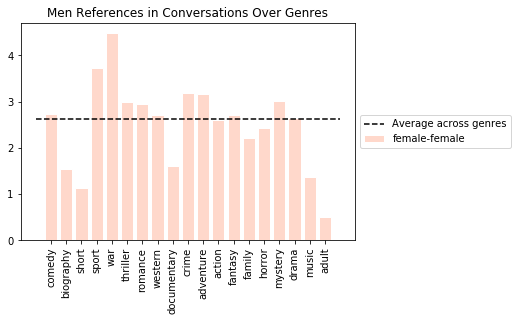 Men References in Conversations Over Genres
4
3
2
1
0
Average across genres
female-female
comedy
biography
short
sport
war
thriller
romance
western
documentary
crime
adventure
action
fantasy
family
horror
mystery
drama
music
adult